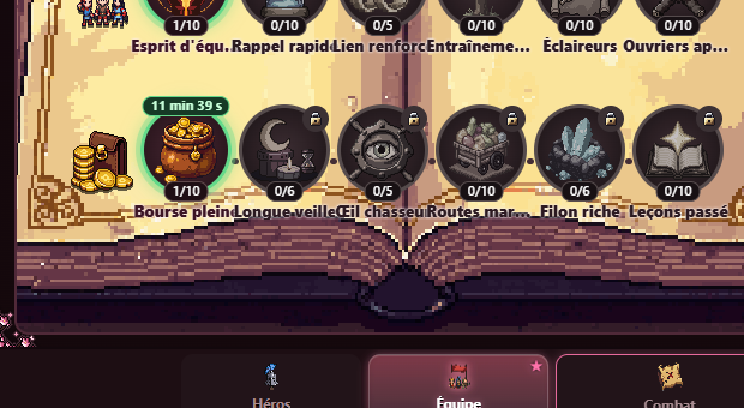 1/10 0/10 0/5 0/10 0/10 0/10
Esprit d'équ... Rappel rapid Lien renforc Entraîneme... Éclaireurs Ouvriers ap...
11 min 39 s
1/10 0/6 0/5 0/10 0/6 0/10
Bourse plein Longue veille Œil chasseu Routes mar... Filon riche Leçons passé
Héros Équipe Combat